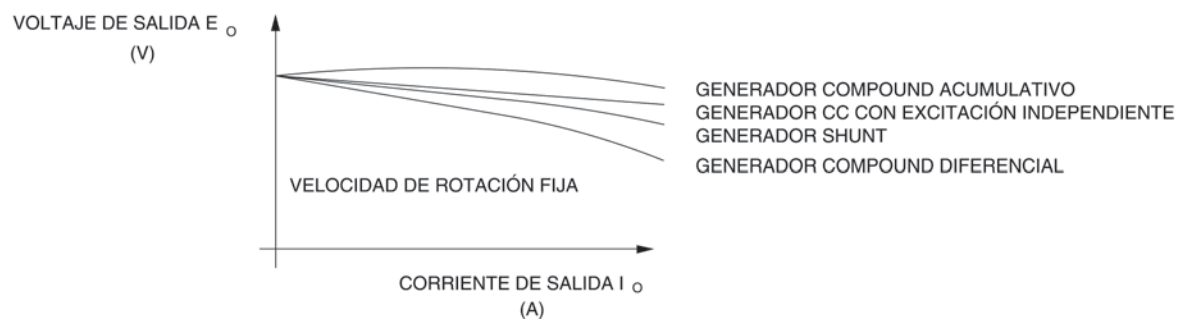 VOLTAJE DE SALIDA E O
(V)
GENERADOR COMPOUND ACUMULATIVO
GENERADOR CC CON EXCITACIÓN INDEPENDIENTE
GENERADOR SHUNT
GENERADOR COMPOUND DIFERENCIAL
VELOCIDAD DE ROTACIÓN FIJA
CORRIENTE DE SALIDA I O
(A)